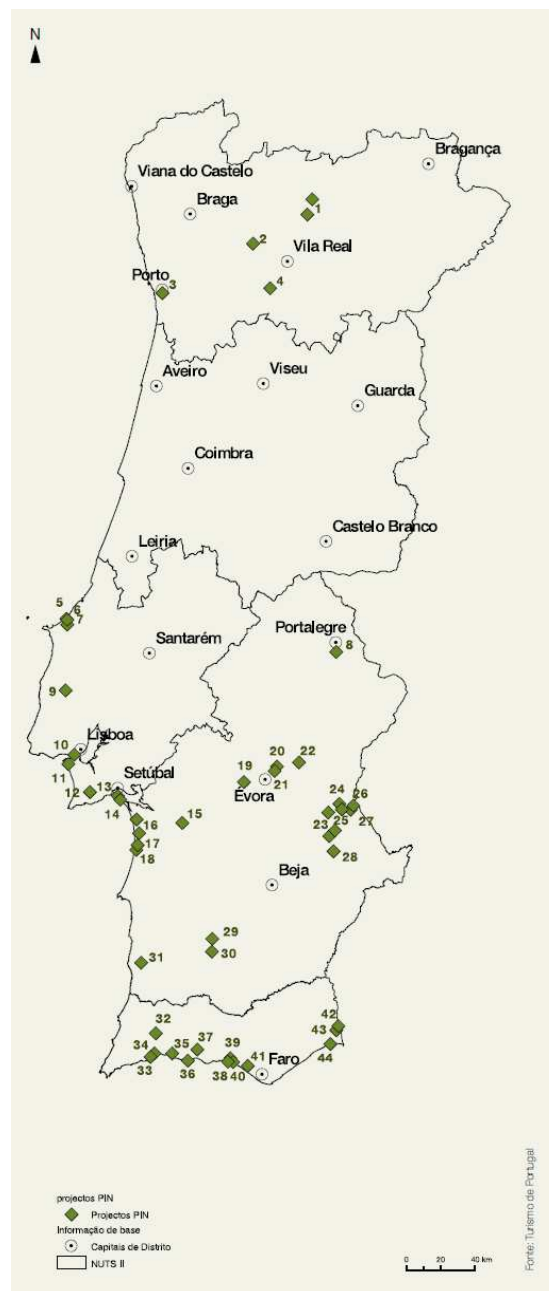 N
Bragança
Viana do Castelo
Braga
1
2
Vila Real
Porto
3
4
Aveiro
Viseu
Guarda
Coimbra
Castelo Branco
Leiria
5
6
7
Santarém
Portalegre
8
9
Lisboa
10
11
Setúbal
12
13
14
19
20
21
22
Évora
15
16
17
18
23
24
25
26
27
28
Beja
29
30
31
32
33
34
35
36
37
38
39
40
41
Faro
42
43
44
projectos PIN
Projectos PIN
Informação de base
Capitais de Distrito
NUTS II
0 20 40 km
Fonte: Turismo de Portugal